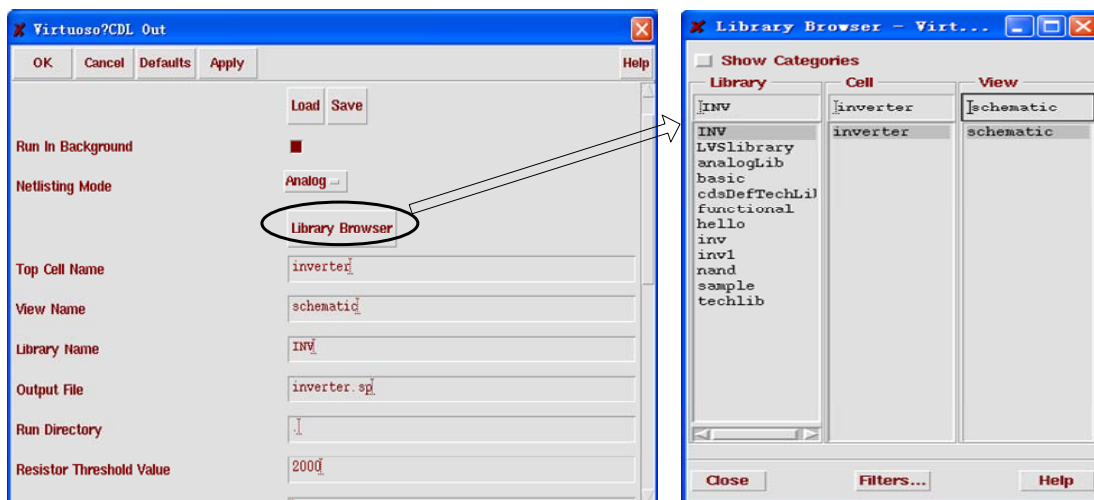 Virtuoso?CDL Out
OK Cancel Defaults Apply Help
Load Save
Run In Background
Netlisting Mode Analog
Library Browser
Top Cell Name inverter
View Name schematic
Library Name INV
Output File inverter.sp
Run Directory .
Resistor Threshold Value 2000
Library Browser - Virt...
Show Categories
Library Cell View
INV inverter schematic
INV inverter schematic
LVSlibrary
analogLib
basic
cdsDefTechLi
functional
hello
inv
inv1
nand
sample
techlib
Close Filters... Help